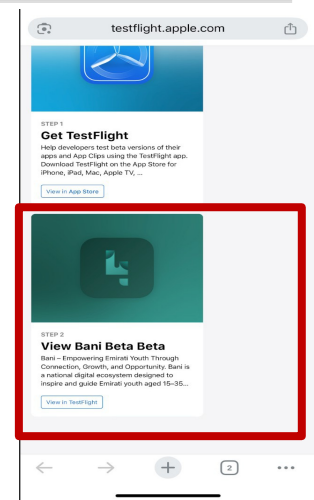 testflight.apple.com
STEP 1
Get TestFlight
Help developers test beta versions of their
apps and App Clips using the TestFlight app.
Download TestFlight on the App Store for
iPhone, iPad, Mac, Apple TV, ...
View in App Store
STEP 2
View Bani Beta Beta
Bani – Empowering Emirati Youth Through
Connection, Growth, and Opportunity. Bani is
a national digital ecosystem designed to
inspire and guide Emirati youth aged 15–35...
View in TestFlight
2